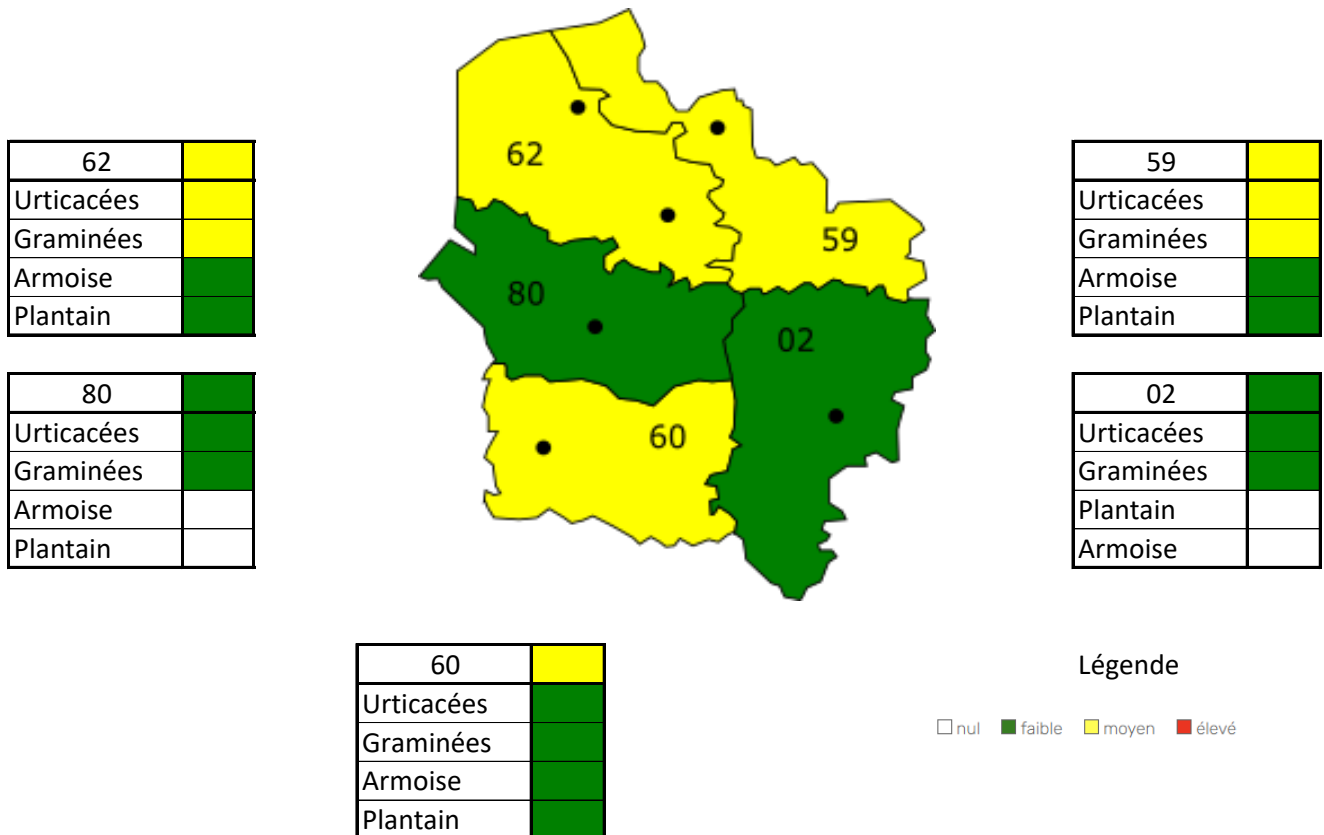 62
Urticacées
Graminées
Armoise
Plantain
80
Urticacées
Graminées
Armoise
Plantain
62
59
80
02
60
59
Urticacées
Graminées
Armoise
Plantain
02
Urticacées
Graminées
Plantain
Armoise
60
Urticacées
Graminées
Armoise
Plantain
Légende
nul faible moyen élevé